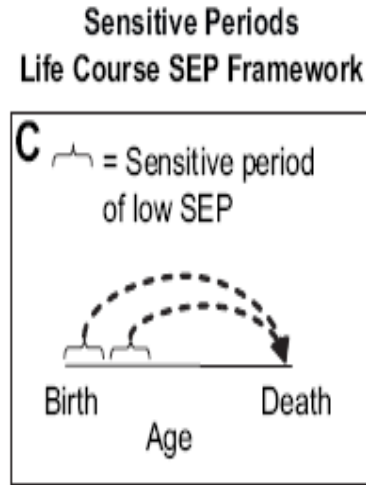 Sensitive Periods
Life Course SEP Framework
C
= Sensitive period
of low SEP
Birth
Death
Age